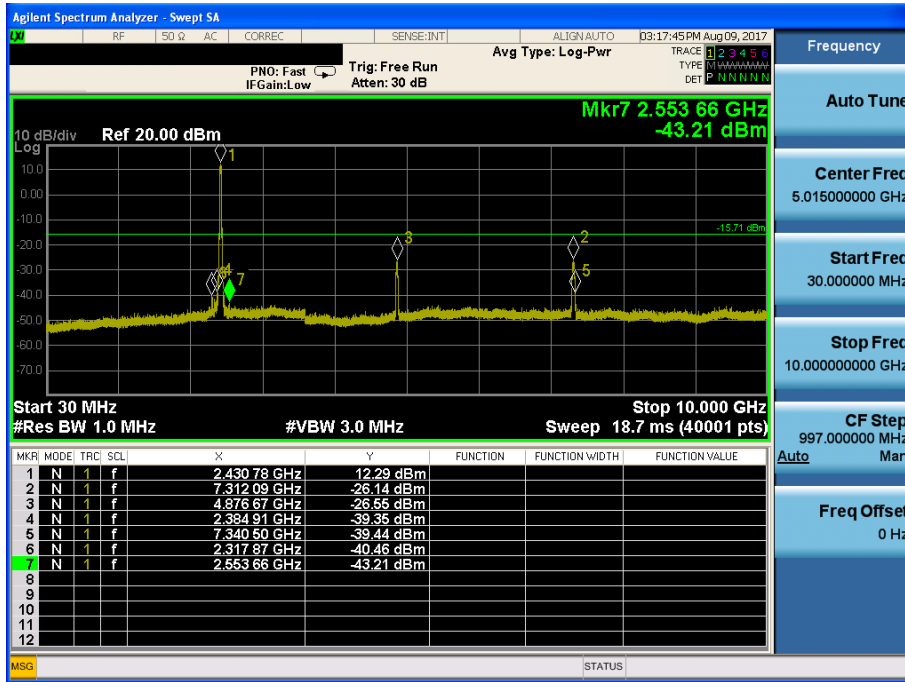 Agilent Spectrum Analyzer - Swept SA
LXI RF 50 Ω AC CORREC SENSE:INT ALIGN AUTO 03:17:45 PM Aug 09, 2017
PNO: Fast Trig: Free Run Avg Type: Log-Pwr TRACE 1 2 3 4 5 6
IFGain:Low Atten: 30 dB TYPE M WWWWW
DET P N N N N N
Mkr7 2.553 66 GHz
-43.21 dBm
10 dB/div Ref 20.00 dBm
Log
10.0
0.00
-10.0
-20.0
-30.0
-40.0
-50.0
-60.0
-70.0
1
3
2
4
7
5
-15.71 dBm
Start 30 MHz Stop 10.000 GHz
#Res BW 1.0 MHz #VBW 3.0 MHz Sweep 18.7 ms (40001 pts)
MKR MODE TRC SCL X Y FUNCTION FUNCTION WIDTH FUNCTION VALUE
1 N 1 f 2.430 78 GHz 12.29 dBm
2 N 1 f 7.312 09 GHz -26.14 dBm
3 N 1 f 4.876 67 GHz -26.55 dBm
4 N 1 f 2.384 91 GHz -39.35 dBm
5 N 1 f 7.340 50 GHz -39.44 dBm
6 N 1 f 2.317 87 GHz -40.46 dBm
7 N 1 f 2.553 66 GHz -43.21 dBm
8
9
10
11
12
MSG STATUS
Frequency
Auto Tune
Center Freq
5.015000000 GHz
Start Freq
30.000000 MHz
Stop Freq
10.000000000 GHz
CF Step
997.000000 MHz
Auto Man
Freq Offset
0 Hz